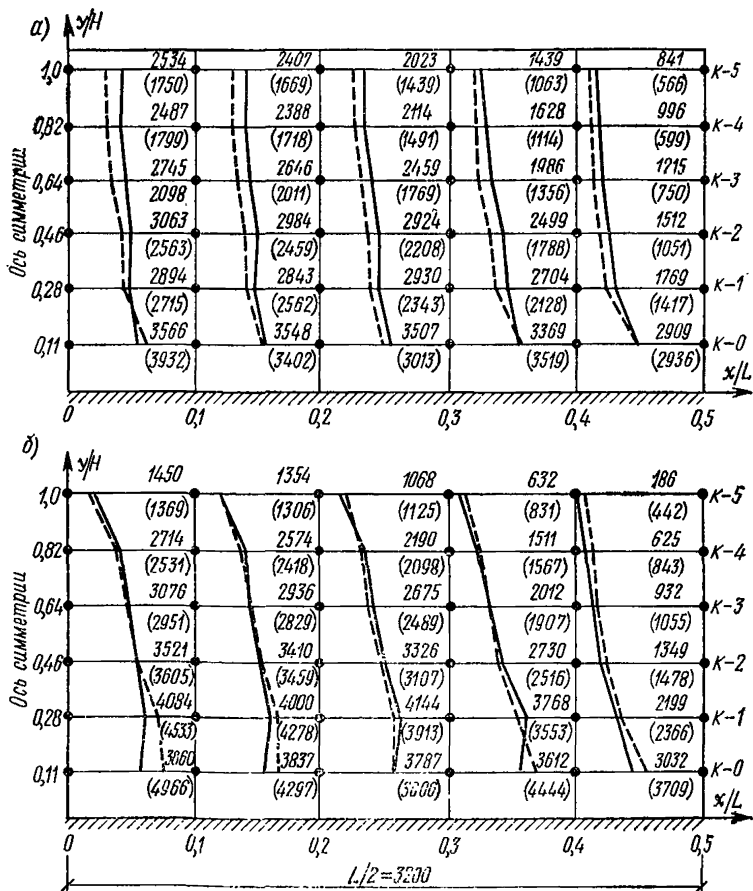 а) у/H
2534 2407 2023 1439 841
1,0 К-5
(1750) (1669) (1439) (1063) (566)
2487 2388 2114 1628 996
0,82 К-4
(1799) (1718) (1491) (1114) (599)
2745 2646 2459 1986 1215
0,64 К-3
2098 (2011) (1769) (1356) (750)
3063 2984 2924 2499 1512
0,46 К-2
(2563) (2459) (2208) (1788) (1051)
2894 2843 2930 2704 1769
0,28 К-1
(2715) (2562) (2343) (2128) (1417)
3566 3548 3507 3369 2909
0,11 К-0
(3932) (3402) (3013) (3519) (2936)
Ось симметрии
x/L
0 0,1 0,2 0,3 0,4 0,5
б) у/H
1450 1354 1068 632 186
1,0 К-5
(1369) (1306) (1125) (831) (442)
2714 2574 2190 1511 625
0,82 К-4
(2531) (2418) (2098) (1567) (843)
3076 2936 2675 2012 932
0,64 К-3
(2951) (2829) (2489) (1907) (1055)
3521 3410 3326 2730 1349
0,46 К-2
(3605) (3459) (3107) (2516) (1478)
4094 4000 4144 3768 2199
0,28 К-1
(4533) (4278) (3913) (3553) (2366)
3860 3837 3787 3612 3032
0,11 К-0
(4966) (4297) (4444) (3709)
Ось симметрии
x/L
0 0,1 0,2 0,3 0,4 0,5
L/2=3200